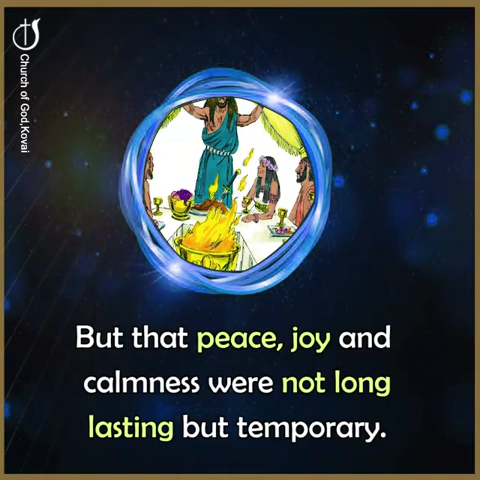 Church of God,Kovai
But that peace, joy and
calmness were not long
lasting but temporary.